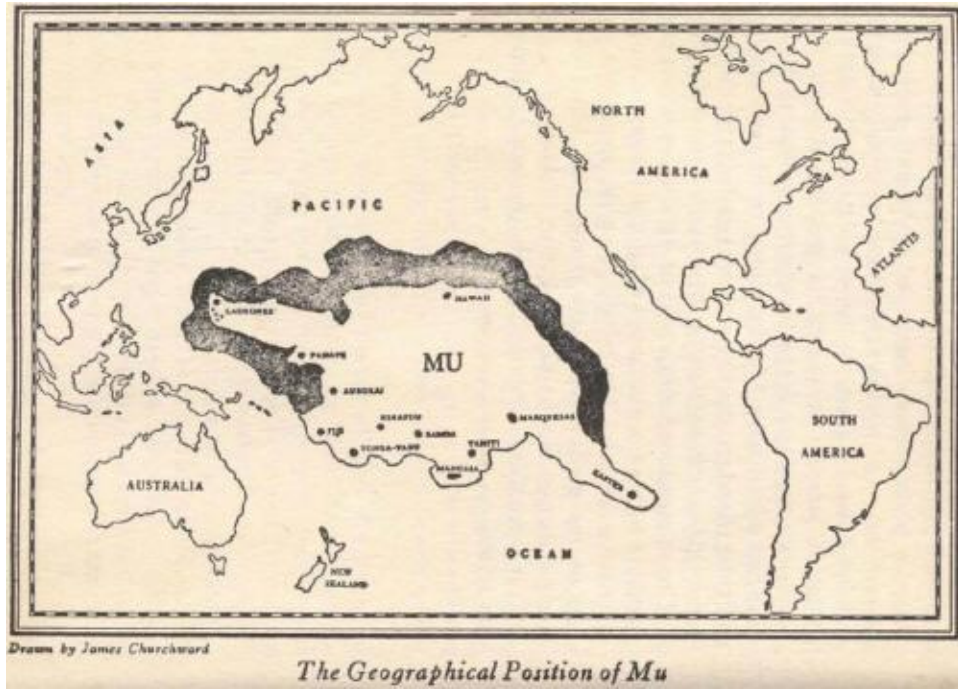 NORTH
ASIA
AMERICA
PACIFIC
ATLANTIS
LADRONES
HAWAII
PANAPE
MU
MARQUESAS
SOUTH
FIJI
SAMOA
TONGA-TABU
TAHITI
AMERICA
MANGAIA
EASTER
AUSTRALIA
OCEAN
NEW
ZEALAND
Drawn by James Churchward
The Geographical Position of Mu